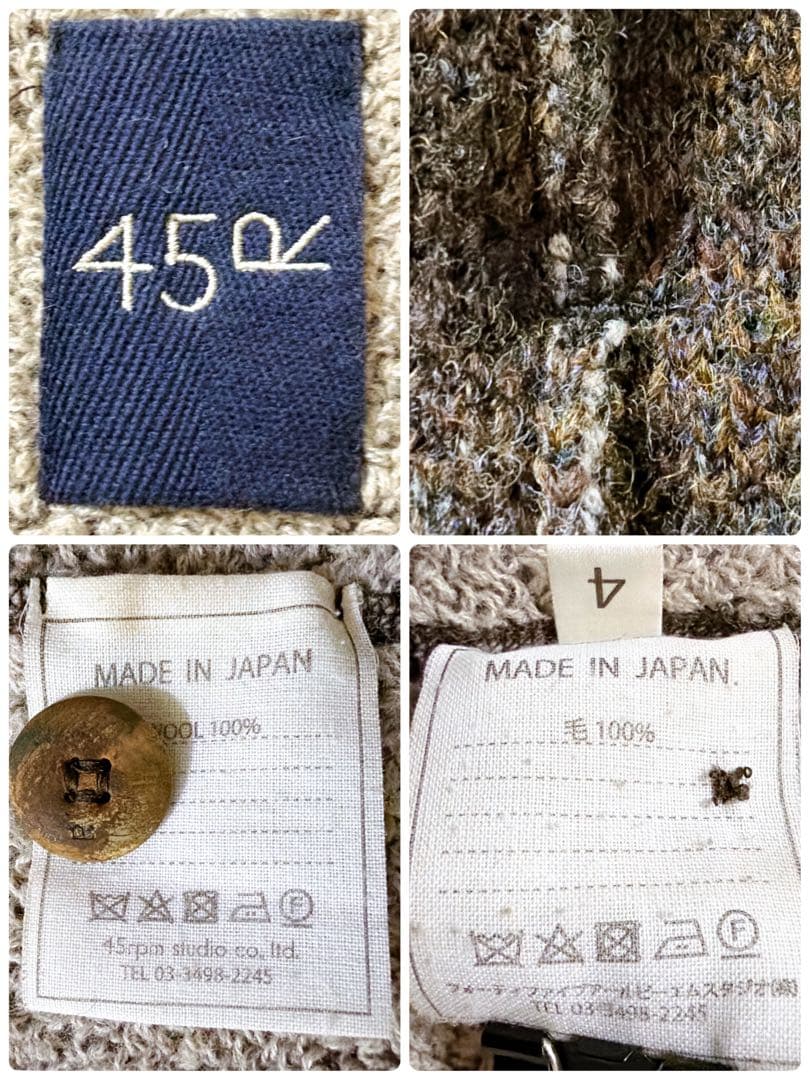 45R
MADE IN JAPAN
WOOL 100%
R
F
45rpm studio co., ltd.
TEL 03-3498-2245
4
MADE IN JAPAN.
毛 100%
F
フォーティファイブアールピーエムスタジオ(株)
TEL 03-3498-2245